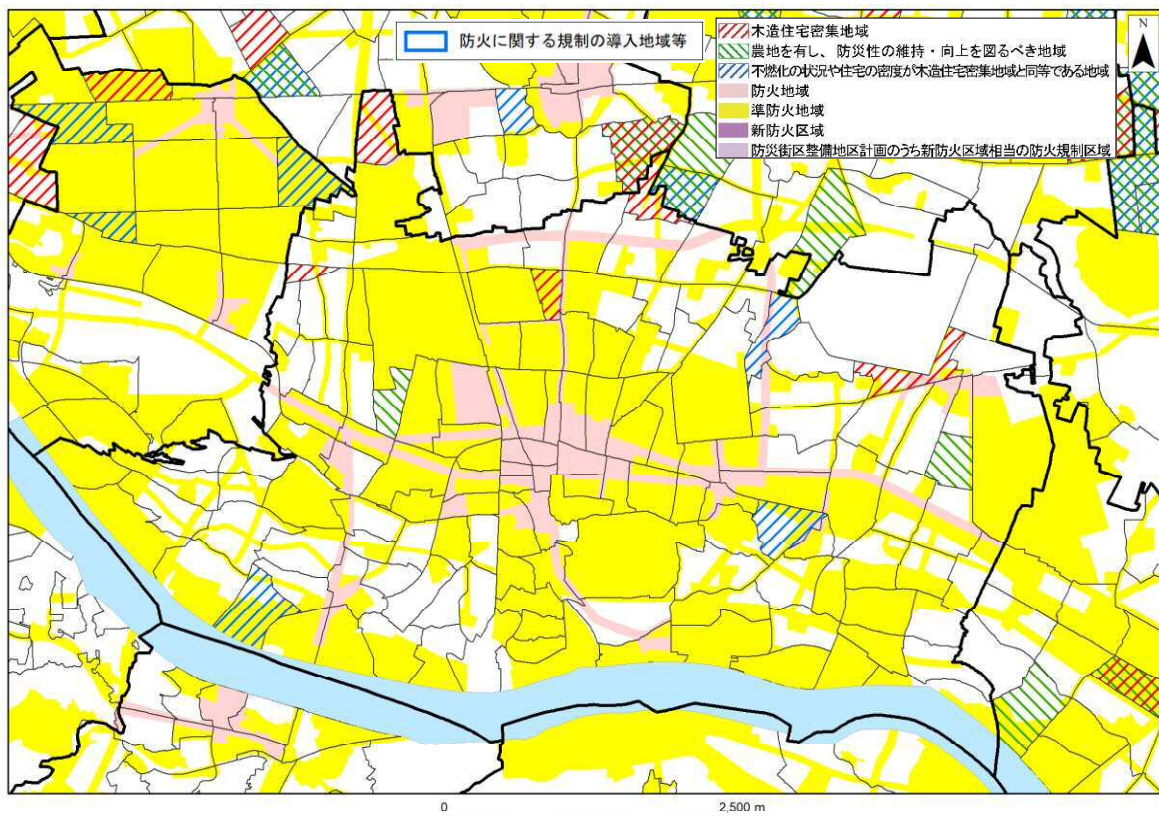 防火に関する規制の導入地域等
木造住宅密集地域
農地を有し、防災性の維持・向上を図るべき地域
不燃化の状況や住宅の密度が木造住宅密集地域と同等である地域
防火地域
準防火地域
新防火区域
防災街区整備地区計画のうち新防火区域相当の防火規制区域
N
0 2,500 m